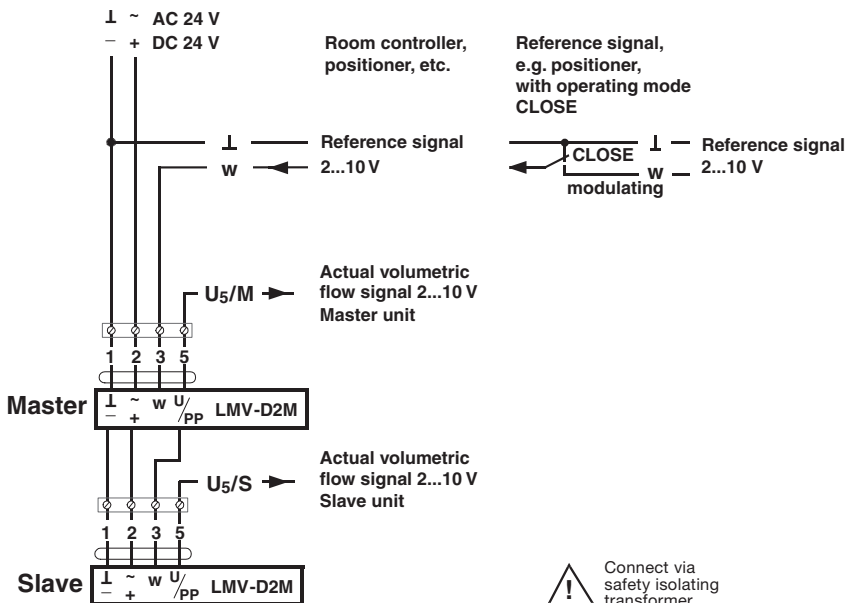 ⊥ ~ AC 24 V
– + DC 24 V
Room controller,
positioner, etc.
Reference signal,
e.g. positioner,
with operating mode
CLOSE
⊥ Reference signal
w 2...10 V
CLOSE
modulating
⊥ Reference signal
w 2...10 V
U5/M
Actual volumetric
flow signal 2...10 V
Master unit
1 2 3 5
Master ⊥ ~ w U/PP LMV-D2M
– +
U5/S
Actual volumetric
flow signal 2...10 V
Slave unit
1 2 3 5
Slave ⊥ ~ w U/PP LMV-D2M
– +
! Connect via
safety isolating
transformer